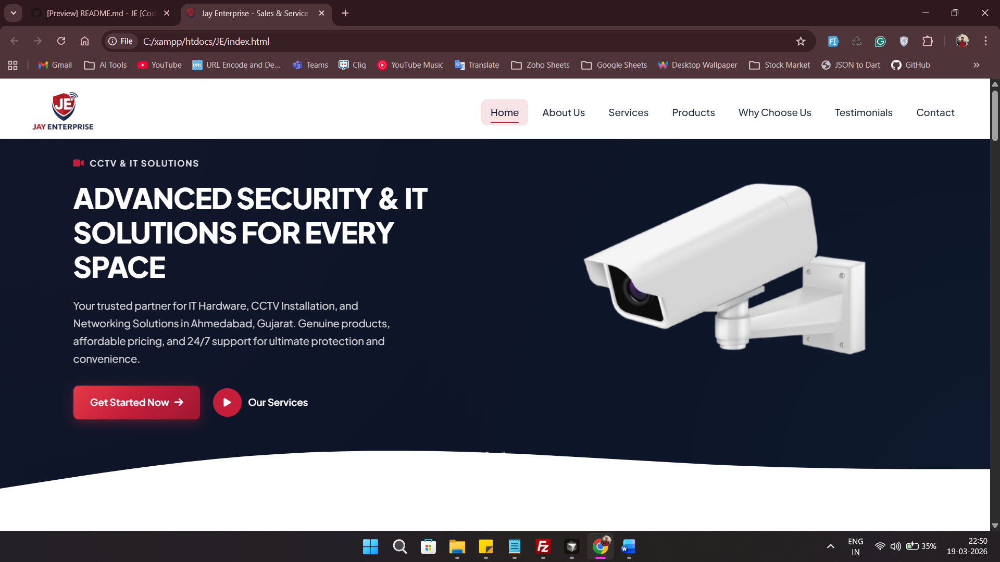 [Preview] README.md - JE [Cod
Jay Enterprise - Sales & Service
File
C:/xampp/htdocs/JE/index.html
Gmail
AI Tools
YouTube
URL Encode and De...
Teams
Cliq
YouTube Music
Translate
Zoho Sheets
Google Sheets
Desktop Wallpaper
Stock Market
JSON to Dart
GitHub
JE
JAY ENTERPRISE
Home
About Us
Services
Products
Why Choose Us
Testimonials
Contact
CCTV & IT SOLUTIONS
ADVANCED SECURITY & IT
SOLUTIONS FOR EVERY
SPACE
Your trusted partner for IT Hardware, CCTV Installation, and
Networking Solutions in Ahmedabad, Gujarat. Genuine products,
affordable pricing, and 24/7 support for ultimate protection and
convenience.
Get Started Now
Our Services
ENG
IN
35%
22:50
19-03-2026